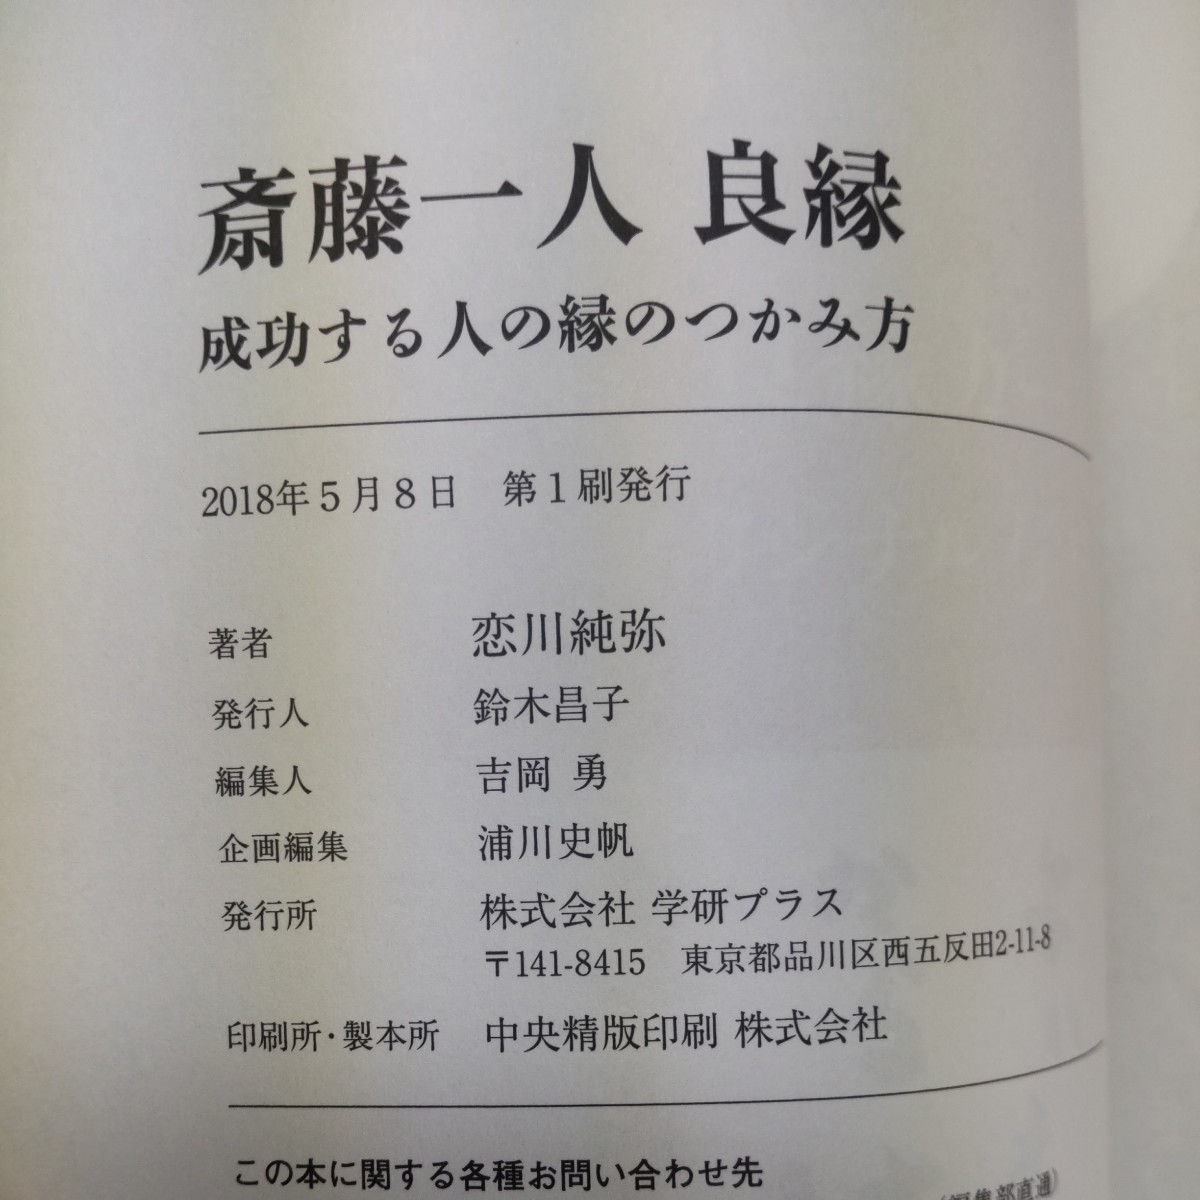 斎藤一人 良縁
成功する人の縁のつかみ方
2018年5月8日　第1刷発行
著者　恋川純弥
発行人　鈴木昌子
編集人　吉岡 勇
企画編集　浦川史帆
発行所　株式会社 学研プラス
〒141-8415　東京都品川区西五反田2-11-8
印刷所・製本所　中央精版印刷 株式会社
この本に関する各種お問い合わせ先
(編集部直通)